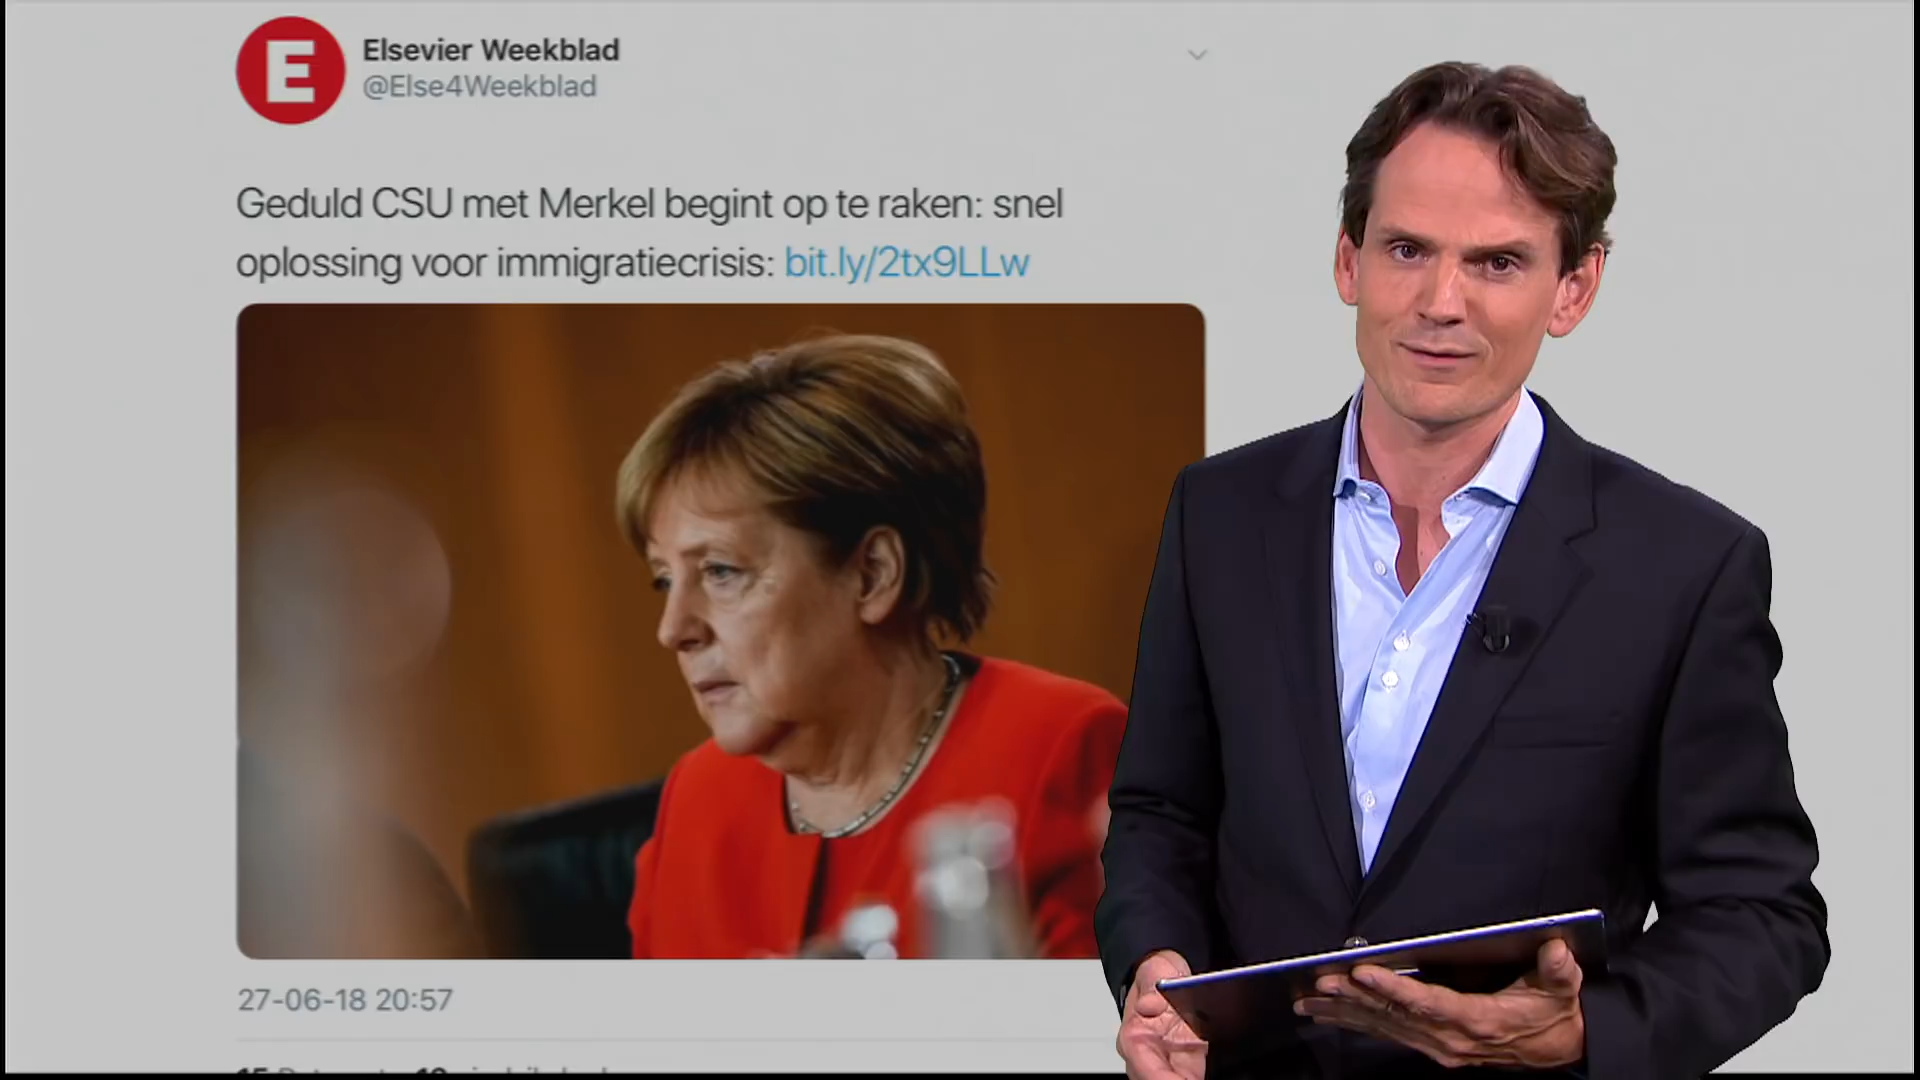 E
Elsevier Weekblad
@Else4Weekblad
Geduld CSU met Merkel begint op te raken: snel
oplossing voor immigratiecrisis: bit.ly/2tx9LLw
27-06-18 20:57